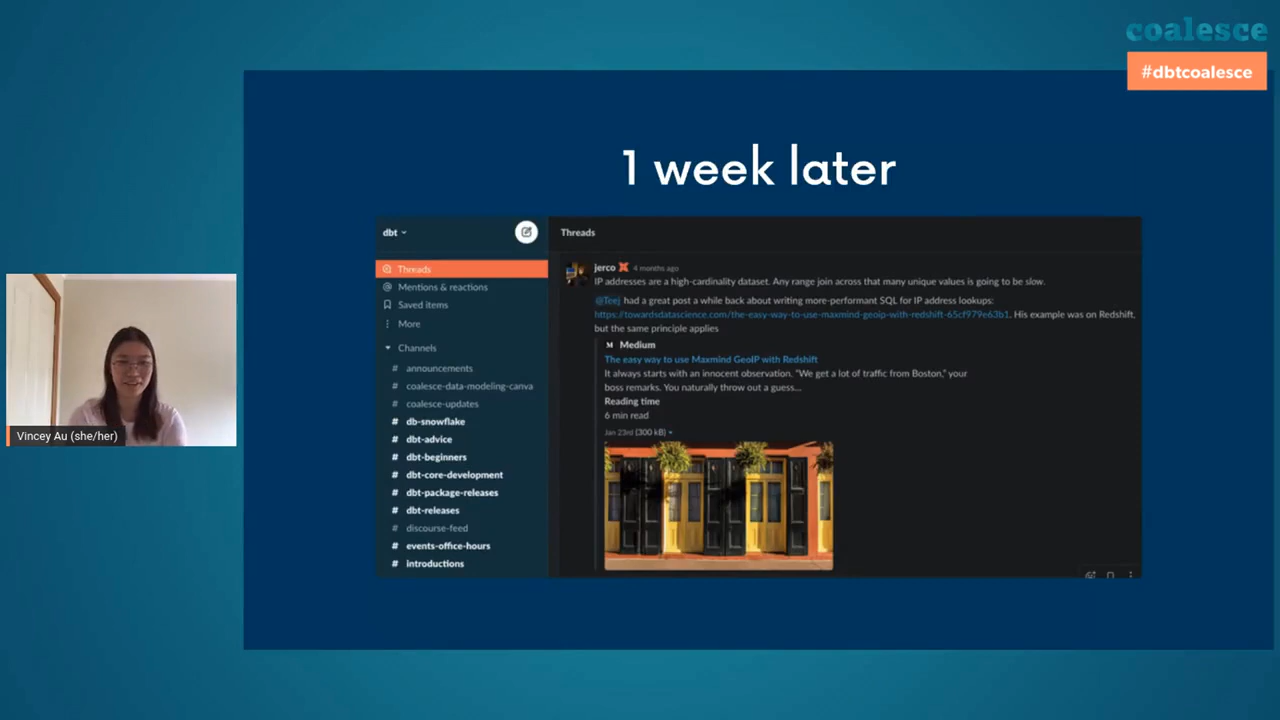 coalesce
#dbtcoalesce
1 week later
dbt
Threads
Mentions & reactions
Saved items
More
Channels
announcements
coalesce-data-modeling-canva
coalesce-updates
# db-snowflake
# dbt-advice
# dbt-beginners
# dbt-core-development
# dbt-package-releases
# dbt-releases
# discourse-feed
# events-office-hours
# introductions
Threads
jerco 4 months ago
IP addresses are a high-cardinality dataset. Any range join across that many unique values is going to be slow.
@Teej had a great post a while back about writing more-performant SQL for IP address lookups:
https://towardsdatascience.com/the-easy-way-to-use-maxmind-geoip-with-redshift-65cf979e63b1. His example was on Redshift,
but the same principle applies
Medium
The easy way to use Maxmind GeoIP with Redshift
It always starts with an innocent observation. "We get a lot of traffic from Boston," your
boss remarks. You naturally throw out a guess...
Reading time
6 min read
Jan 23rd (300 kB)
Vincey Au (she/her)